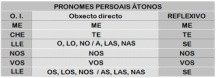 PRONOMES PERSOAIS ÁTONOS
O. I. Obxecto directo REFLEXIVO
ME ME ME
CHE TE TE
LLE O, LO, NO / A, LAS, NAS SE
NOS NOS NOS
VOS VOS VOS
LLE OS, LOS, NOS / AS, LAS, NAS SE